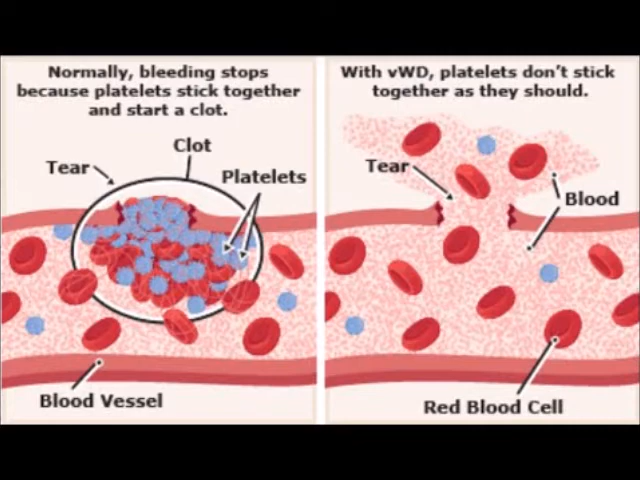 Normally, bleeding stops
because platelets stick together
and start a clot.
Clot
Tear
Platelets
Blood Vessel
With vWD, platelets don't stick
together as they should.
Tear
Blood
Red Blood Cell